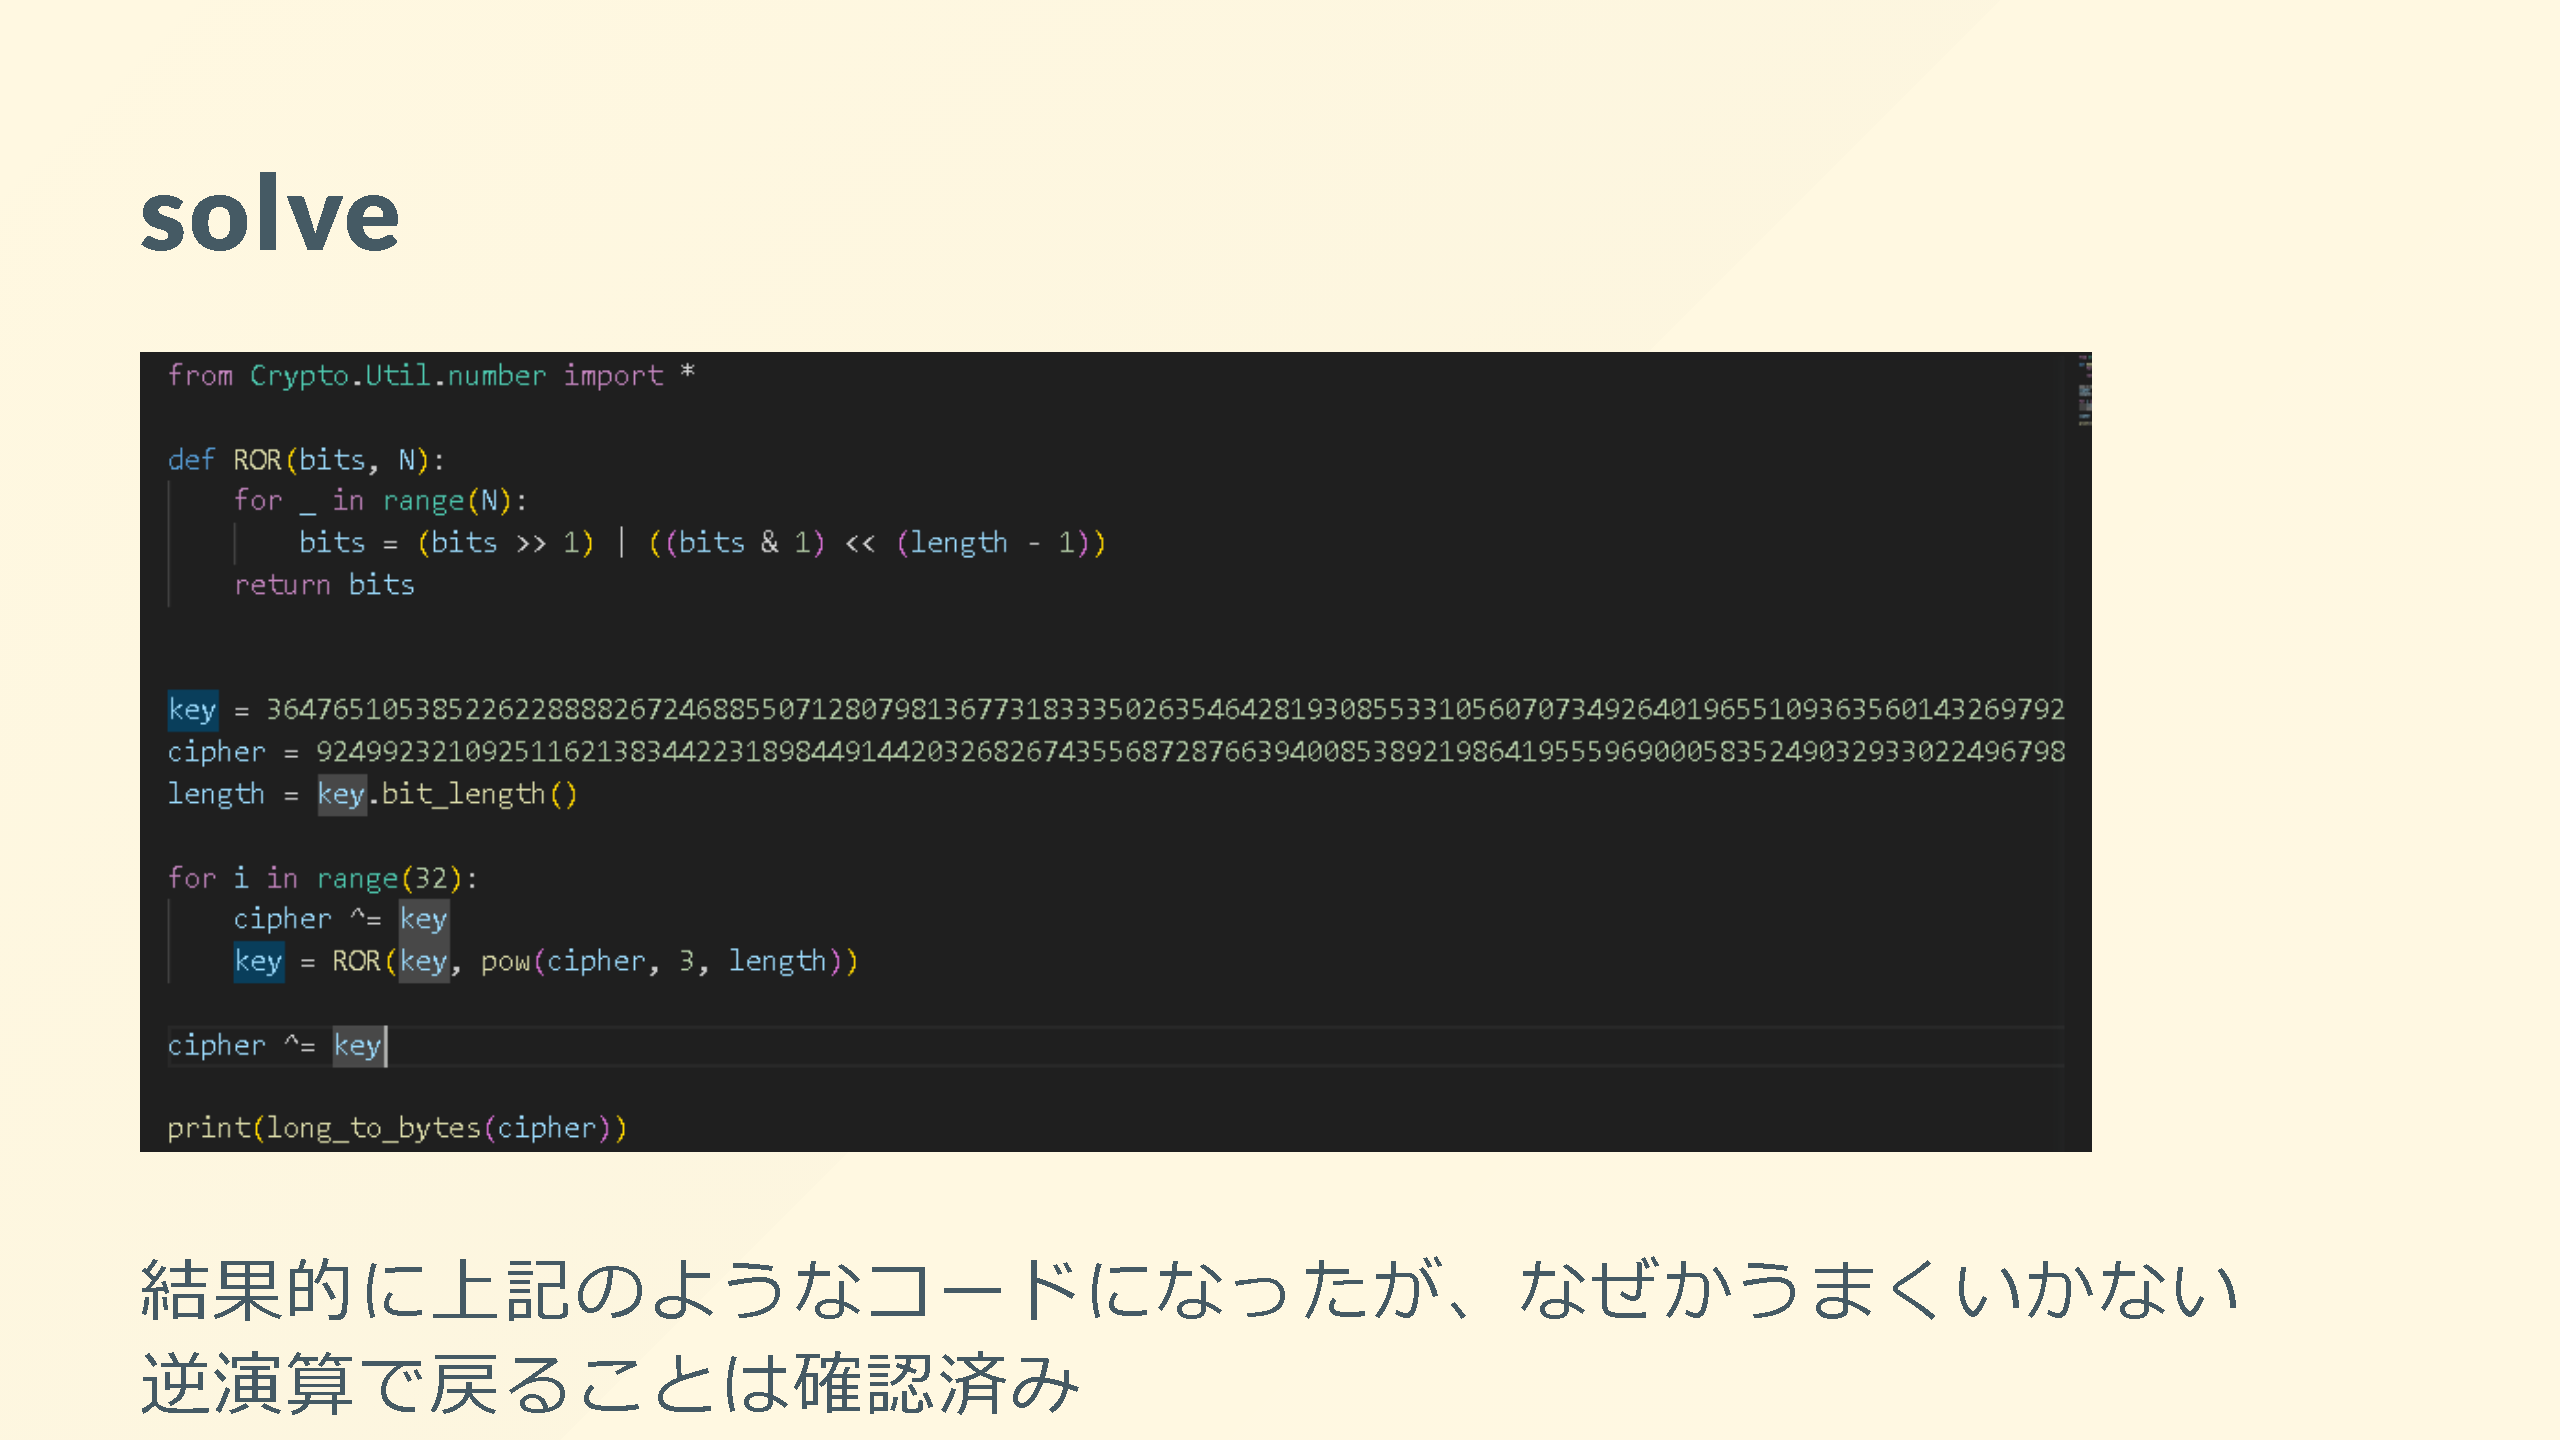 solve
from Crypto.Util.number import *
def ROR(bits, N):
    for _ in range(N):
        bits = (bits >> 1) | ((bits & 1) << (length - 1))
    return bits
key = 3647651053852262288882672468855071280798136773183335026354642819308553310560707349264019655109363560143269792
cipher = 92499232109251162138344223189844914420326826743556872876639400853892198641955596900058352490329330224967 98
length = key.bit_length()
for i in range(32):
    cipher ^= key
    key = ROR(key, pow(cipher, 3, length))
cipher ^= key
print(long_to_bytes(cipher))
結果的に上記のようなコードになったが、なぜかうまくいかない
逆演算で戻ることは確認済み